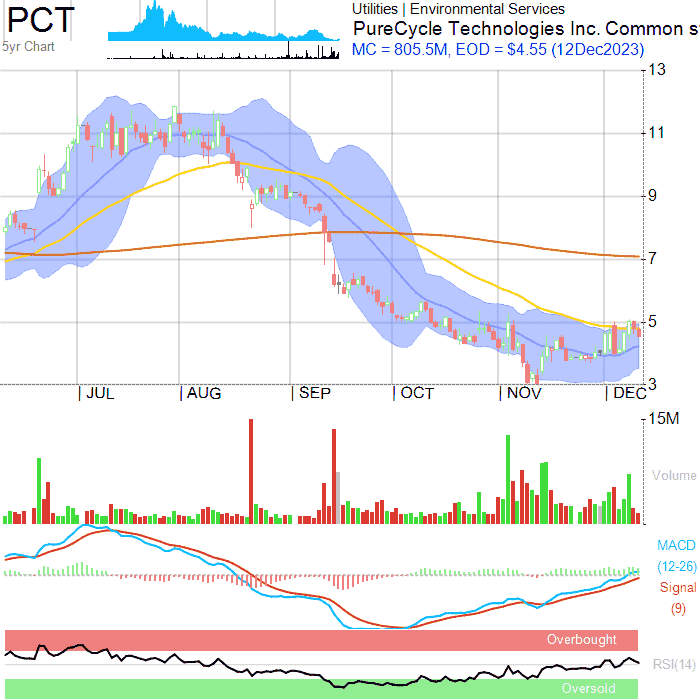 PCT
5yr Chart
Utilities | Environmental Services
PureCycle Technologies Inc. Common s
MC = 805.5M, EOD = $4.55 (12Dec2023)
13
11
9
7
5
3
JUL AUG SEP OCT NOV DEC
15M
Volume
MACD
(12-26)
Signal
(9)
Overbought
RSI(14)
Oversold